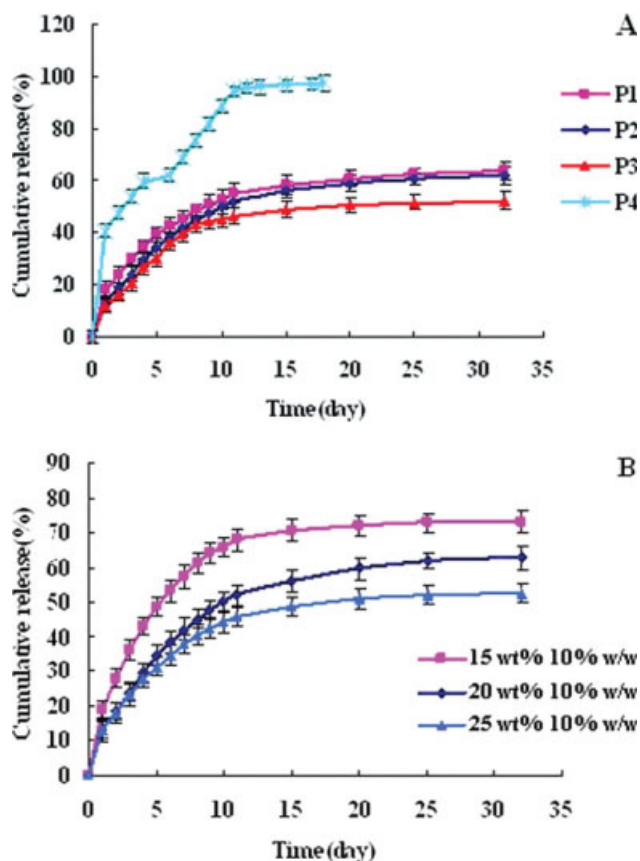 A
Cumulative release(%)
120
100
80
60
40
20
0
0 5 10 15 20 25 30 35
Time(day)
P1
P2
P3
P4
B
Cumulative release(%)
90
80
70
60
50
40
30
20
10
0
0 5 10 15 20 25 30 35
Time(day)
15 wt% 10% w/w
20 wt% 10% w/w
25 wt% 10% w/w